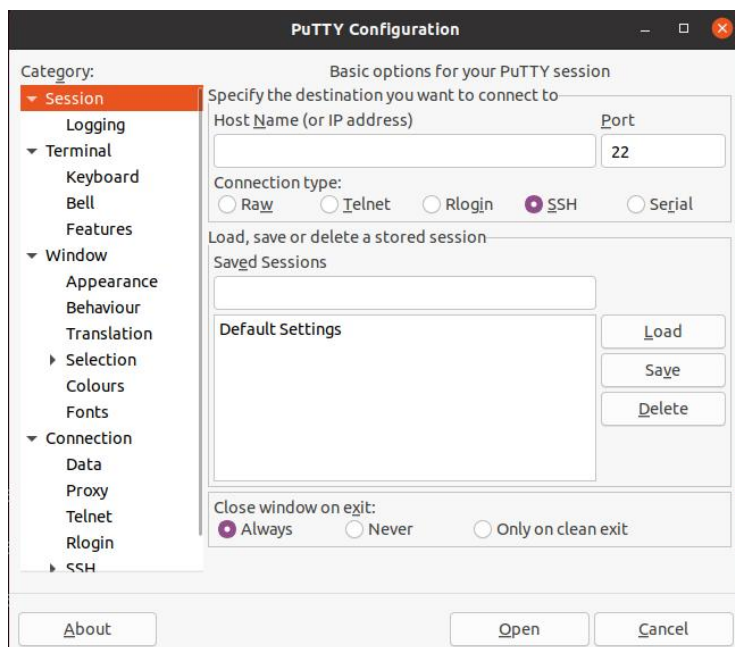 PuTTY Configuration
Category:
Session
Logging
Terminal
Keyboard
Bell
Features
Window
Appearance
Behaviour
Translation
Selection
Colours
Fonts
Connection
Data
Proxy
Telnet
Rlogin
SSH
Basic options for your PuTTY session
Specify the destination you want to connect to
Host Name (or IP address) Port
22
Connection type:
Raw Telnet Rlogin SSH Serial
Load, save or delete a stored session
Saved Sessions
Default Settings
Load
Save
Delete
Close window on exit:
Always Never Only on clean exit
About Open Cancel